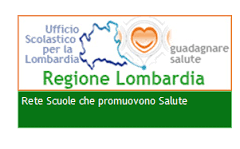 Ufficio
Scolastico
per la
Lombardia
guadagnare
salute
Regione Lombardia
Rete Scuole che promuovono Salute